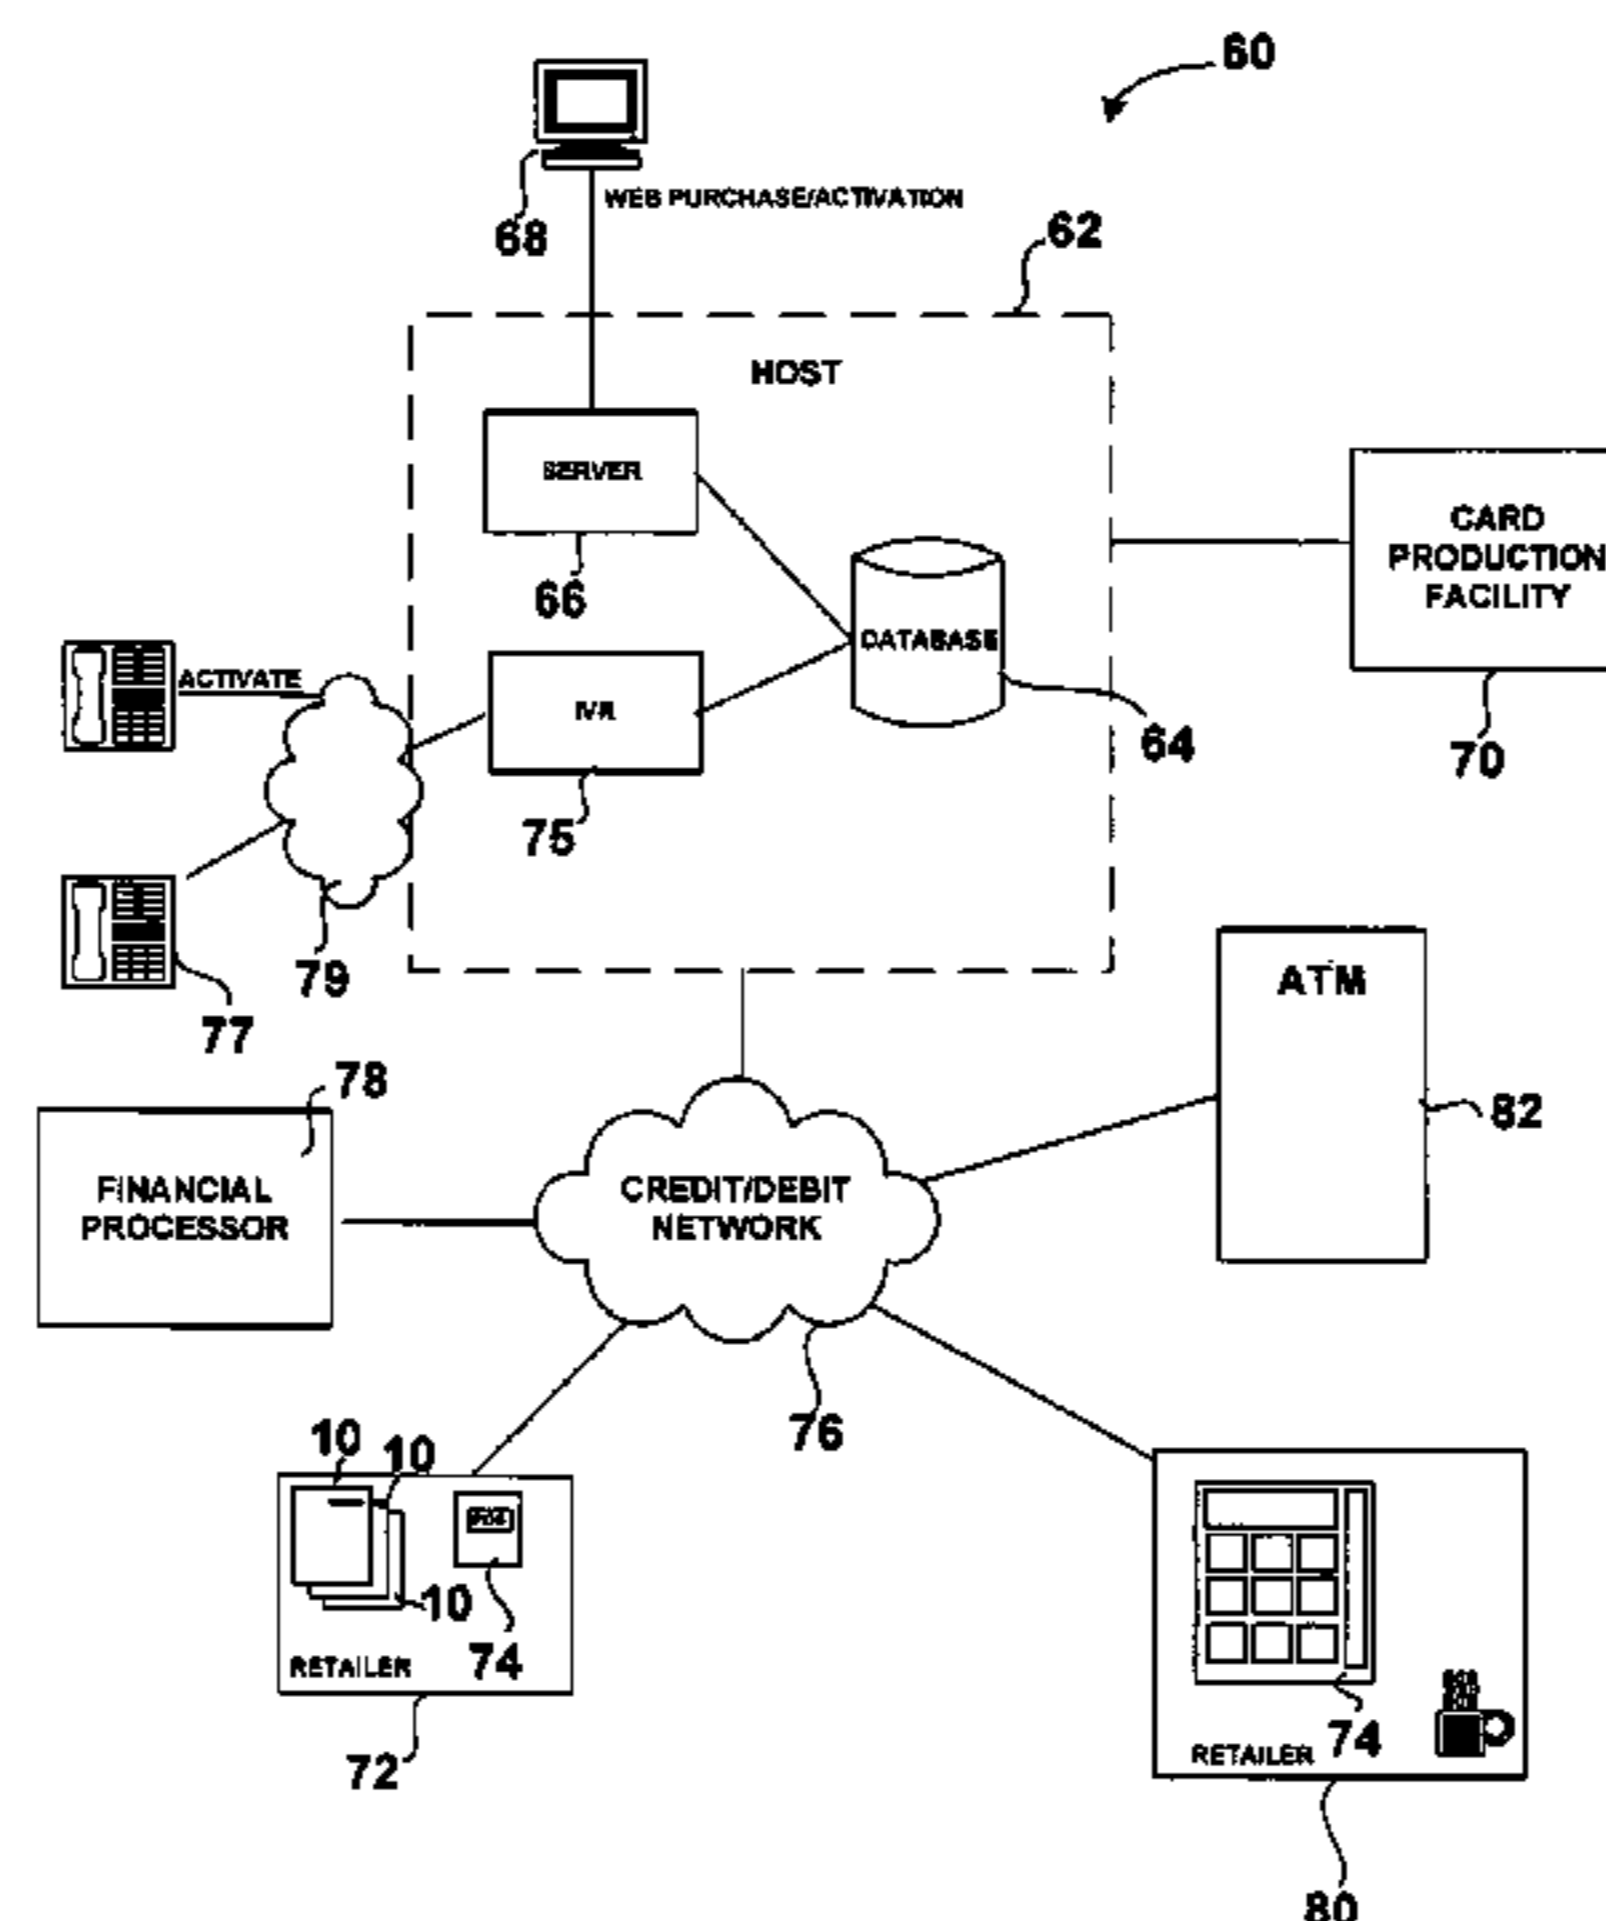 60
WEB PURCHASE/ACTIVATION
68
62
HOST
SERVER
66
CARD
PRODUCTION
FACILITY
70
DATABASE
64
ACTIVATE
IVR
75
79
77
ATM
82
78
FINANCIAL
PROCESSOR
CREDIT/DEBIT
NETWORK
76
10
10
10
POS
74
RETAILER
72
74
RETAILER
80